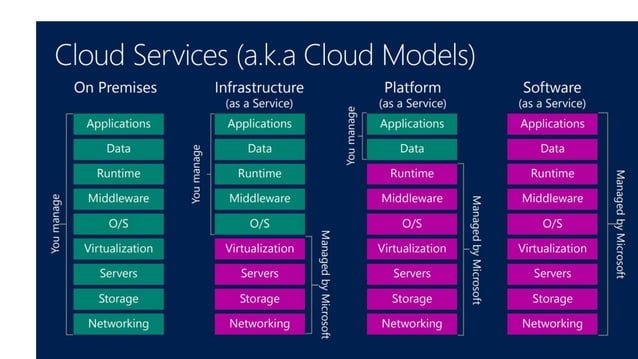 Cloud Services (a.k.a Cloud Models)
On Premises
You manage
Applications
Data
Runtime
Middleware
O/S
Virtualization
Servers
Storage
Networking
Infrastructure
(as a Service)
You manage
Applications
Data
Runtime
Middleware
O/S
Virtualization
Servers
Storage
Networking
Managed by Microsoft
Platform
(as a Service)
You manage
Applications
Data
Runtime
Middleware
O/S
Virtualization
Servers
Storage
Networking
Managed by Microsoft
Software
(as a Service)
Applications
Data
Runtime
Middleware
O/S
Virtualization
Servers
Storage
Networking
Managed by Microsoft